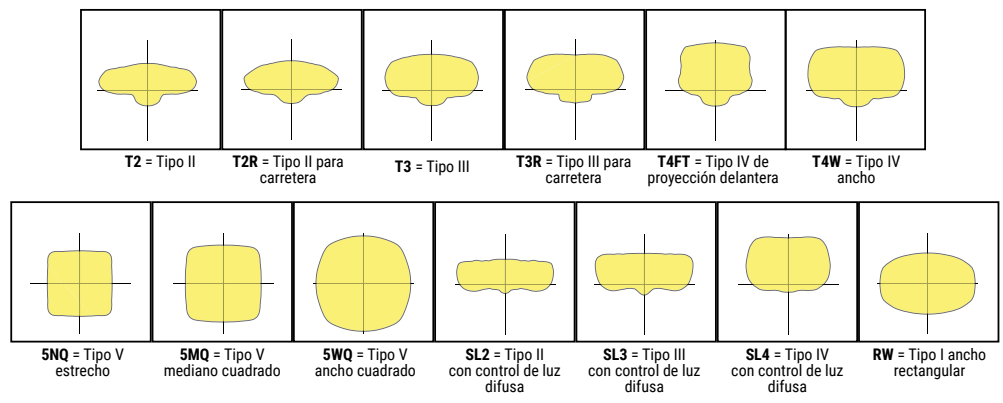 T2 = Tipo II
T2R = Tipo II para
carretera
T3 = Tipo III
T3R = Tipo III para
carretera
T4FT = Tipo IV de
proyección delantera
T4W = Tipo IV
ancho
5NQ = Tipo V
estrecho
5MQ = Tipo V
mediano cuadrado
5WQ = Tipo V
ancho cuadrado
SL2 = Tipo II
con control de luz
difusa
SL3 = Tipo III
con control de luz
difusa
SL4 = Tipo IV
con control de luz
difusa
RW = Tipo I ancho
rectangular